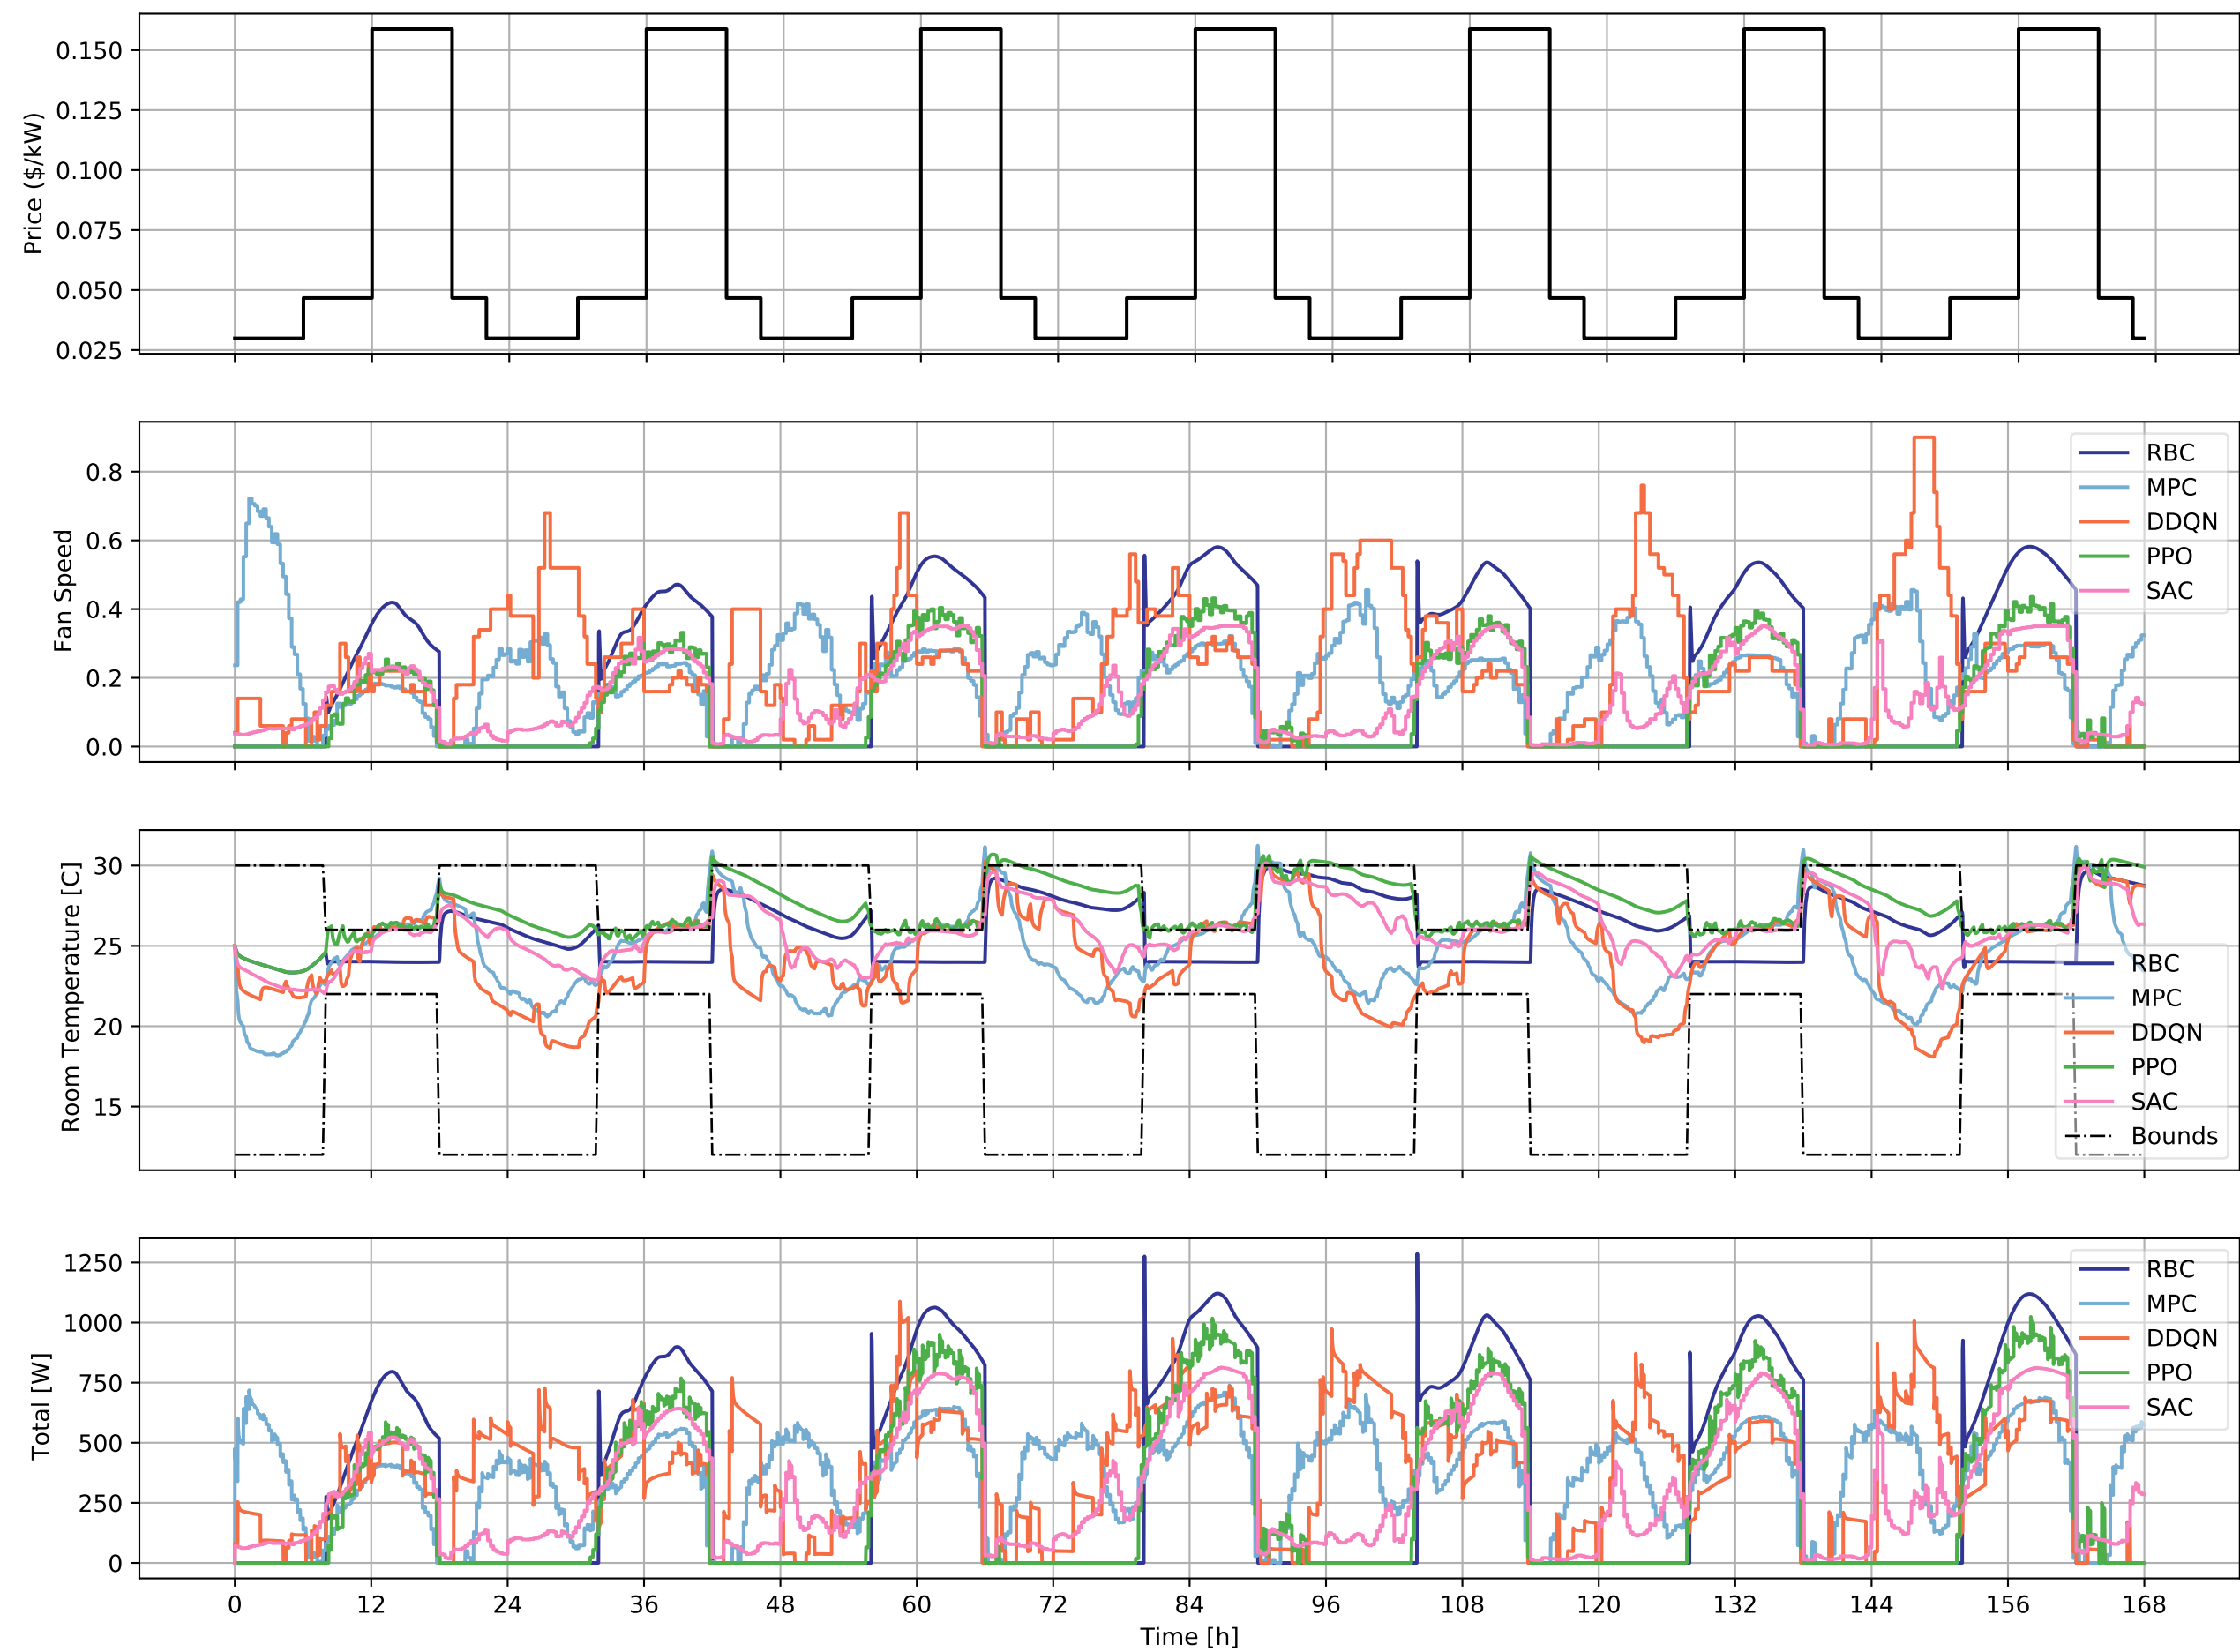 0.150
0.125
0.100
0.075
0.050
0.025
Price ($/kW)
0.8
0.6
0.4
0.2
0.0
Fan Speed
RBC
MPC
DDQN
PPO
SAC
30
25
20
15
Room Temperature [C]
RBC
MPC
DDQN
PPO
SAC
Bounds
1250
1000
750
500
250
0
Total [W]
RBC
MPC
DDQN
PPO
SAC
0 12 24 36 48 60 72 84 96 108 120 132 144 156 168
Time [h]